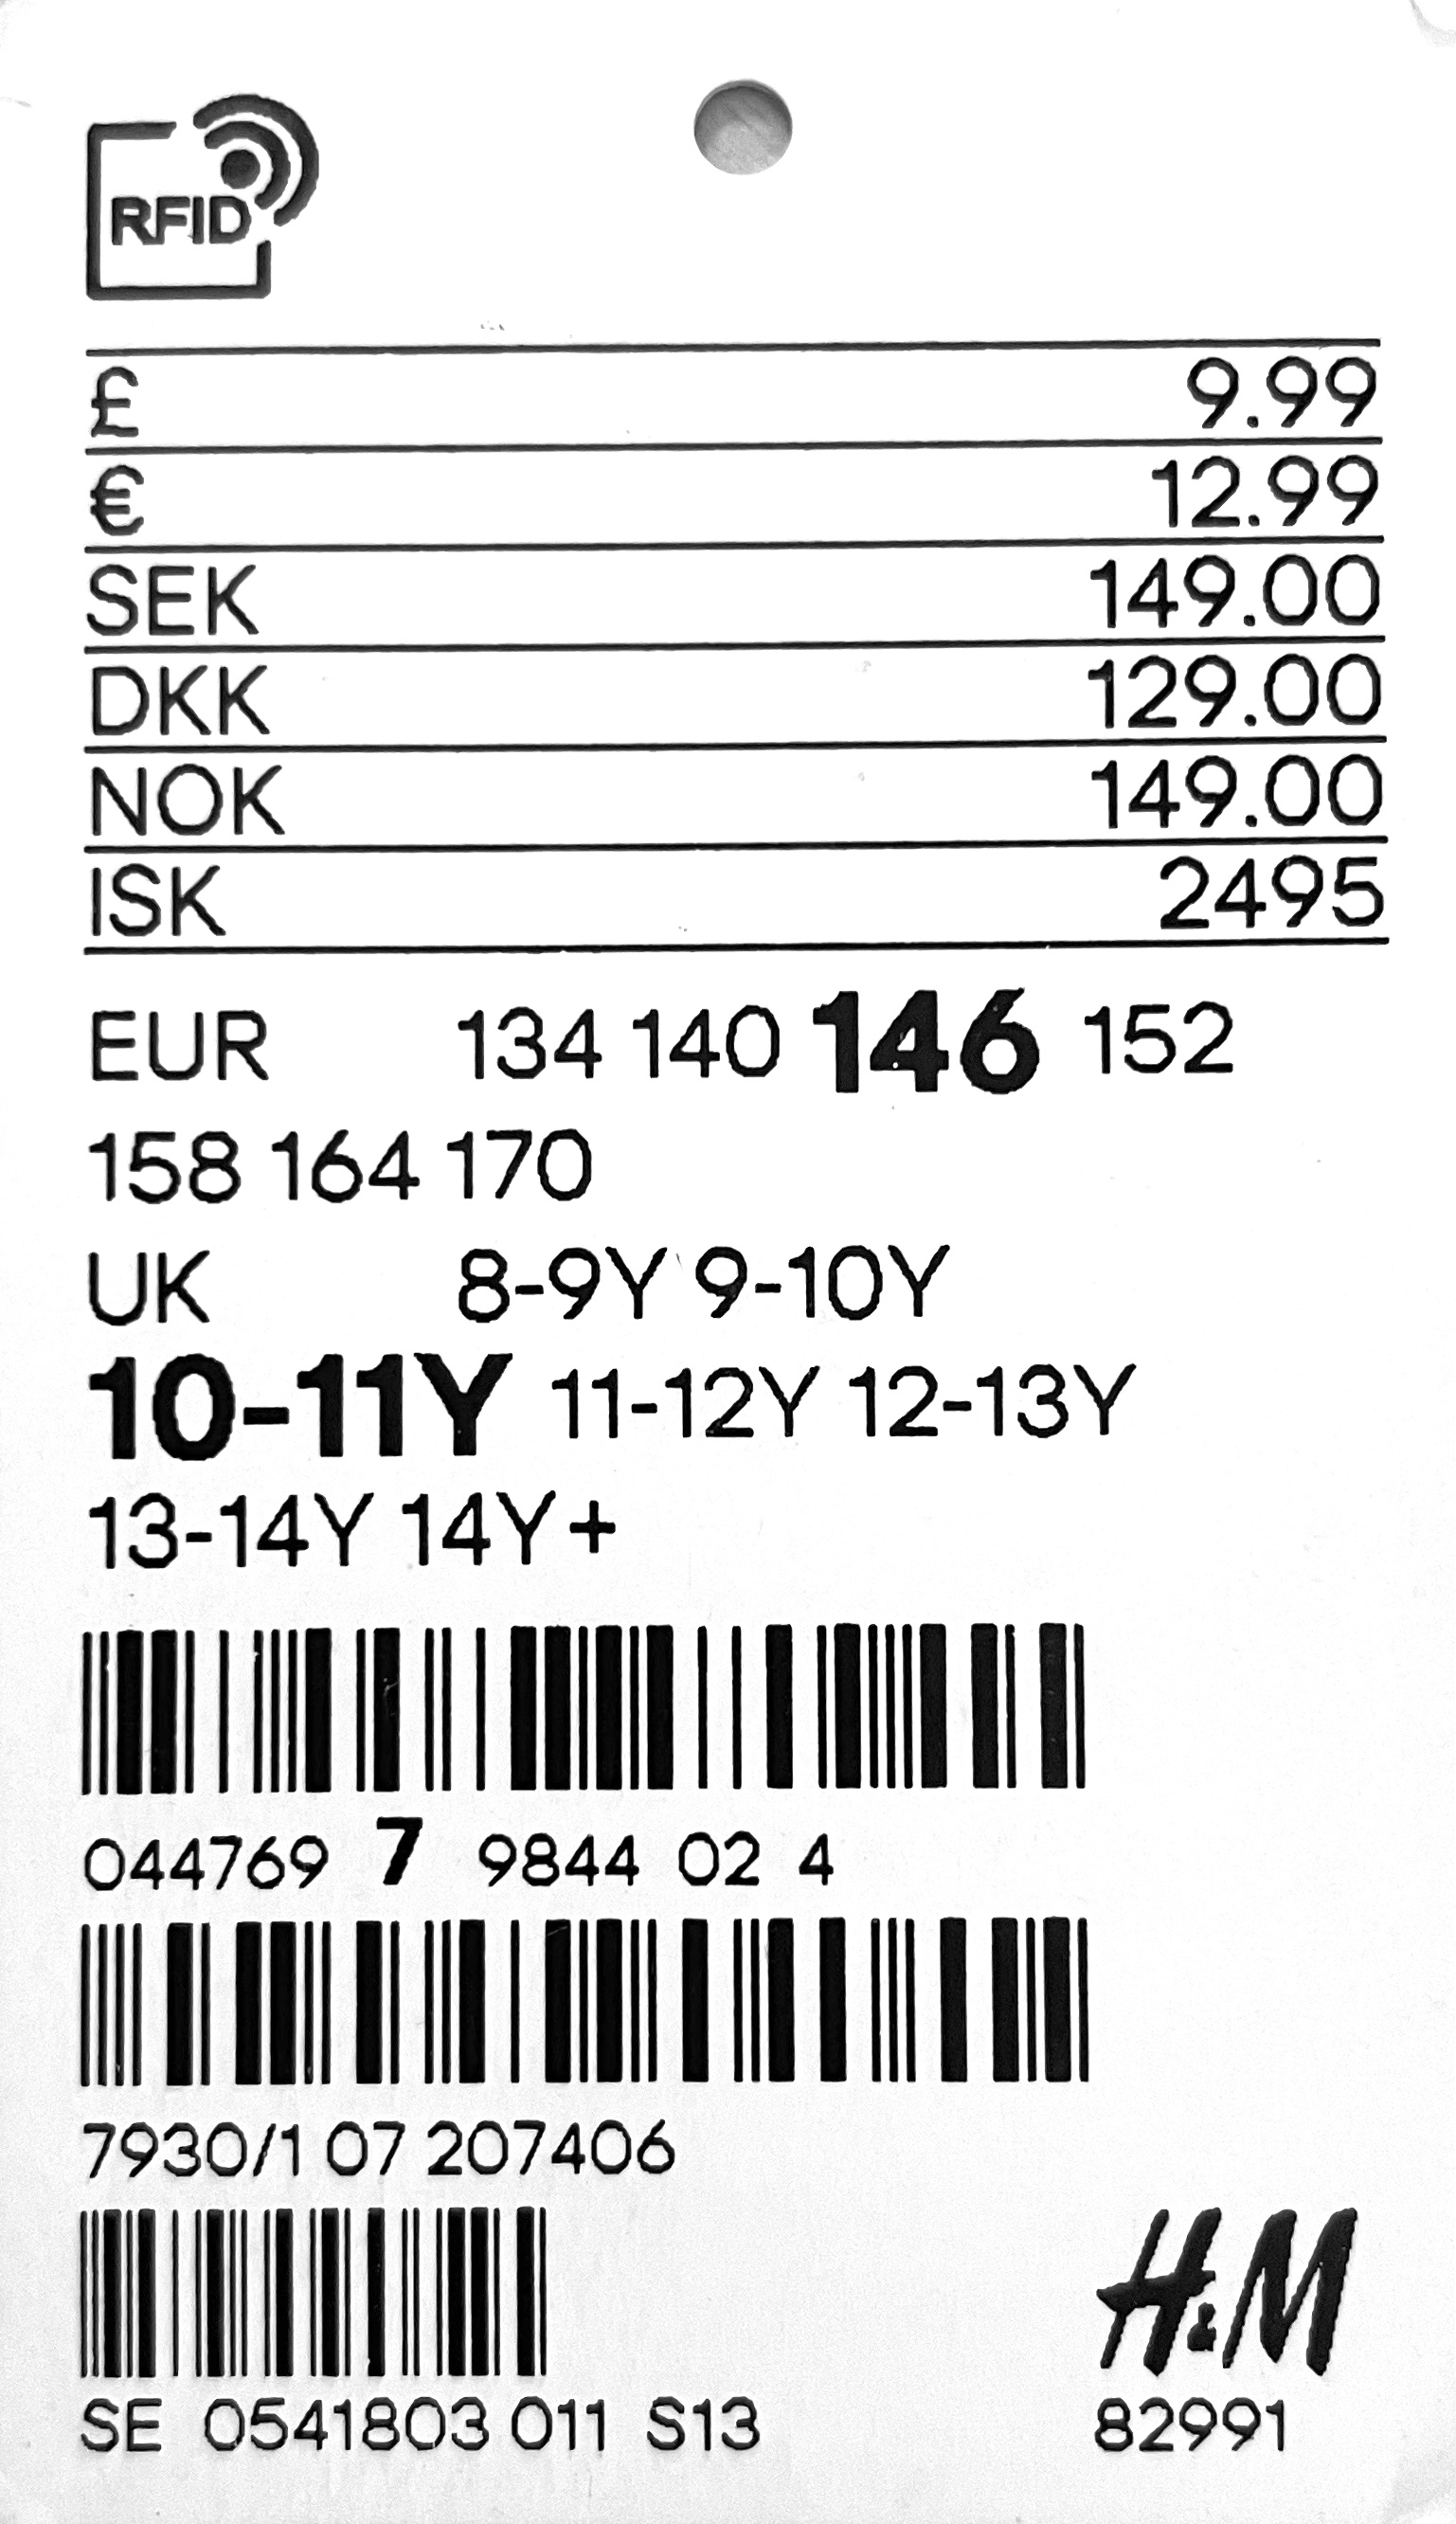 RFID
£ 9.99
€ 12.99
SEK 149.00
DKK 129.00
NOK 149.00
ISK 2495
EUR 134 140 146 152
158 164 170
UK 8-9Y 9-10Y
10-11Y 11-12Y 12-13Y
13-14Y 14Y+
044769 7 9844 02 4
7930/1 07 207406
H&M
SE 0541803 011 S13 82991